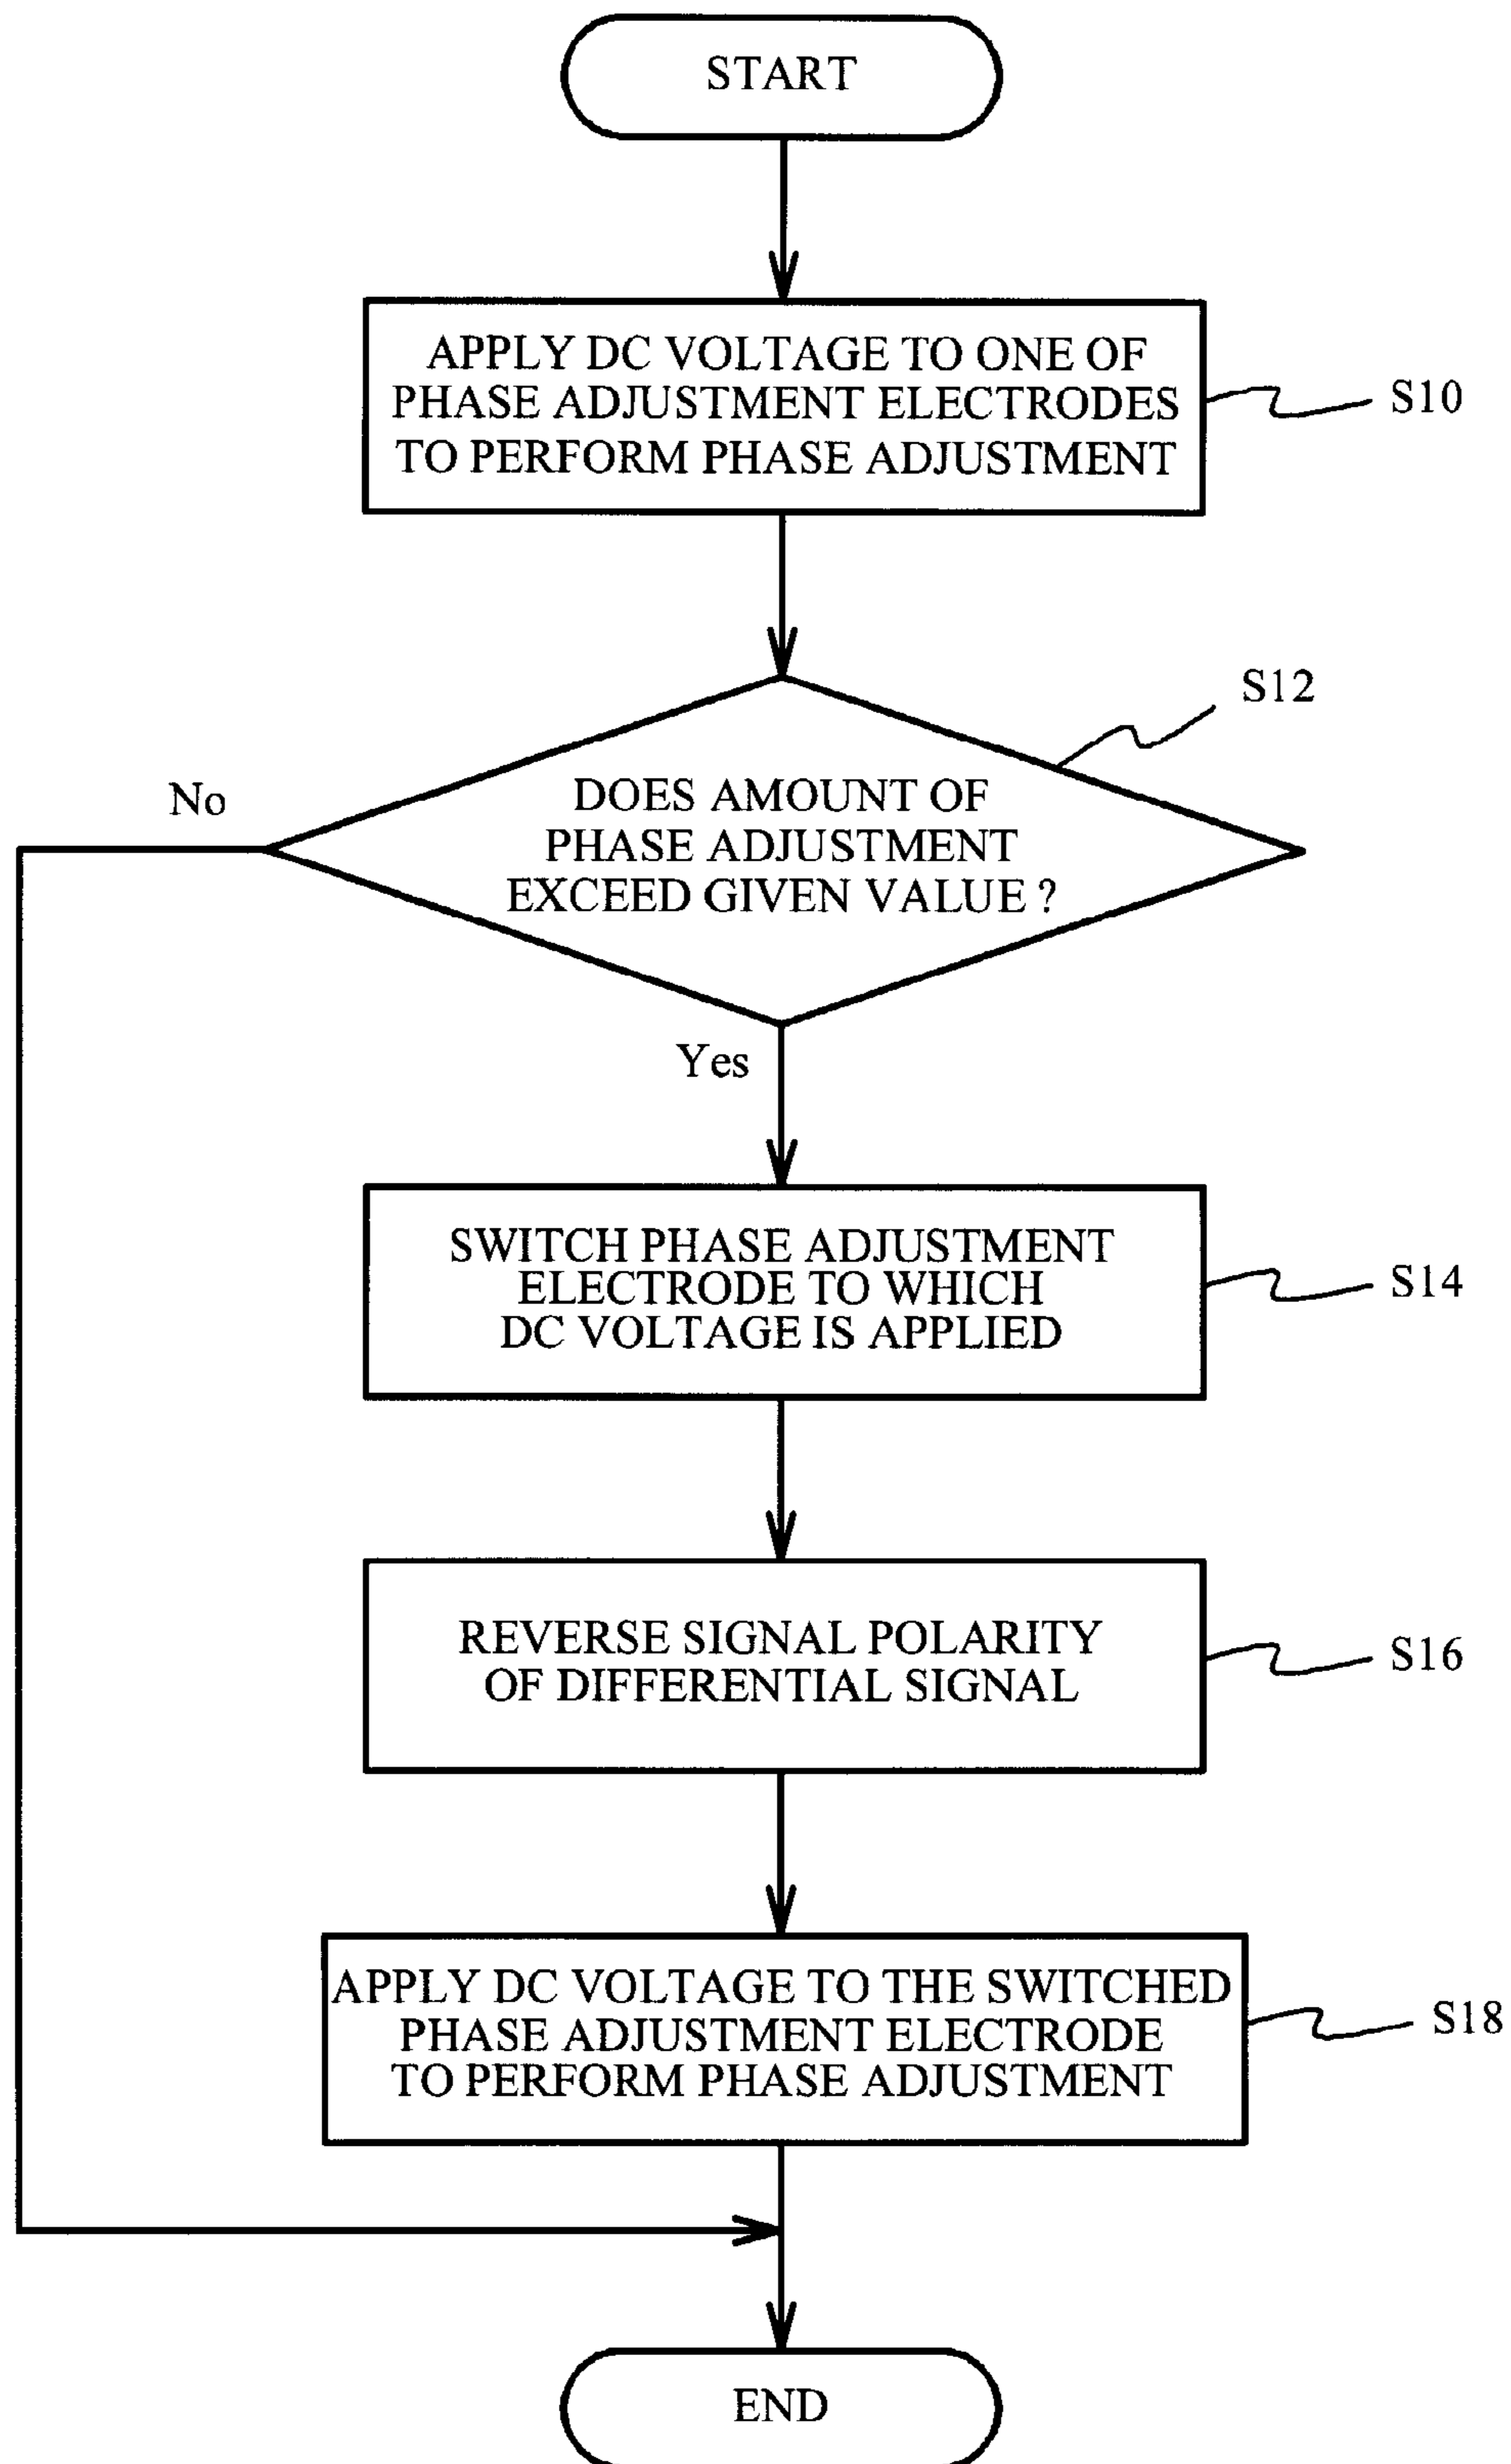 START
APPLY DC VOLTAGE TO ONE OF
PHASE ADJUSTMENT ELECTRODES
TO PERFORM PHASE ADJUSTMENT
S10
S12
No
DOES AMOUNT OF
PHASE ADJUSTMENT
EXCEED GIVEN VALUE ?
Yes
SWITCH PHASE ADJUSTMENT
ELECTRODE TO WHICH
DC VOLTAGE IS APPLIED
S14
REVERSE SIGNAL POLARITY
OF DIFFERENTIAL SIGNAL
S16
APPLY DC VOLTAGE TO THE SWITCHED
PHASE ADJUSTMENT ELECTRODE
TO PERFORM PHASE ADJUSTMENT
S18
END